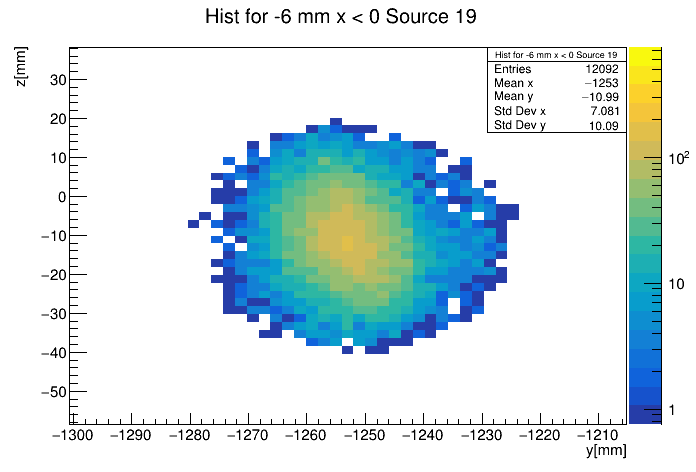 Hist for -6 mm x < 0 Source 19
z[mm]
Hist for -6 mm x < 0 Source 19
Entries 12092
Mean x −1253
Mean y −10.99
Std Dev x 7.081
Std Dev y 10.09
30
20
10
0
−10
−20
−30
−40
−50
10²
10
1
−1300 −1290 −1280 −1270 −1260 −1250 −1240 −1230 −1220 −1210
y[mm]